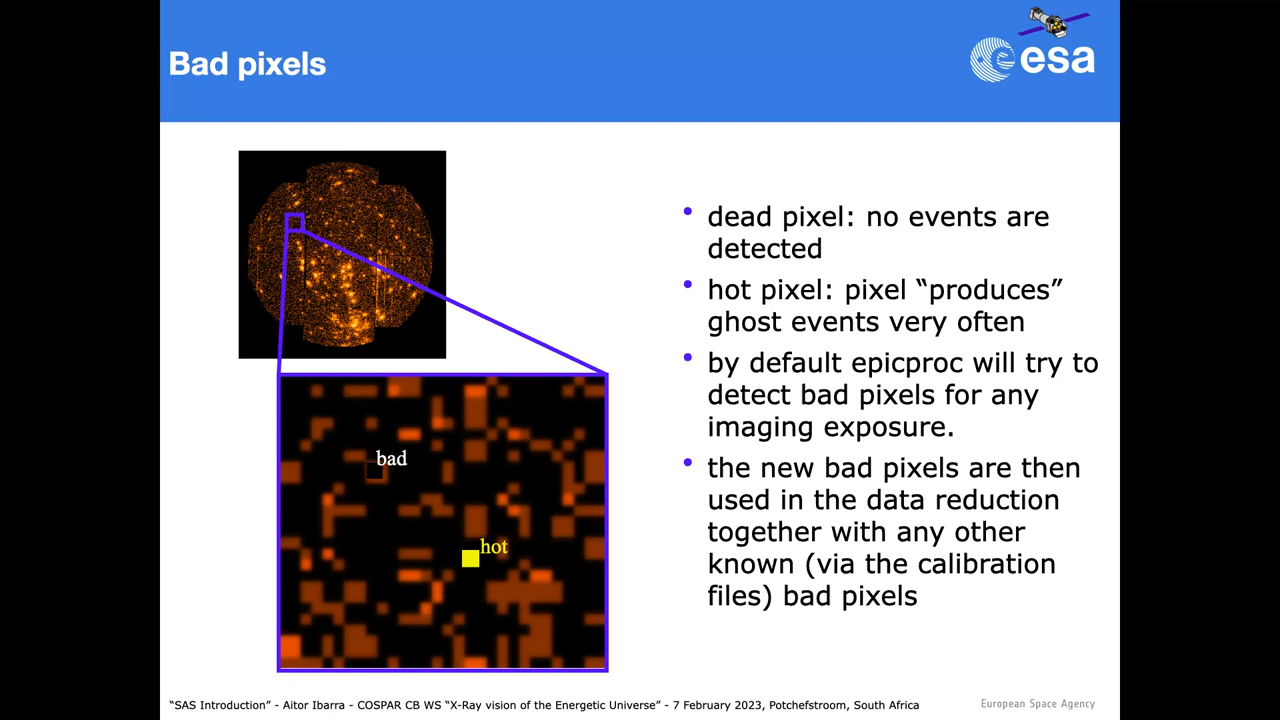 Bad pixels
esa
bad
hot
• dead pixel: no events are
detected
• hot pixel: pixel “produces”
ghost events very often
• by default epicproc will try to
detect bad pixels for any
imaging exposure.
• the new bad pixels are then
used in the data reduction
together with any other
known (via the calibration
files) bad pixels
“SAS Introduction” - Aitor Ibarra - COSPAR CB WS “X-Ray vision of the Energetic Universe” - 7 February 2023, Potchefstroom, South Africa
European Space Agency